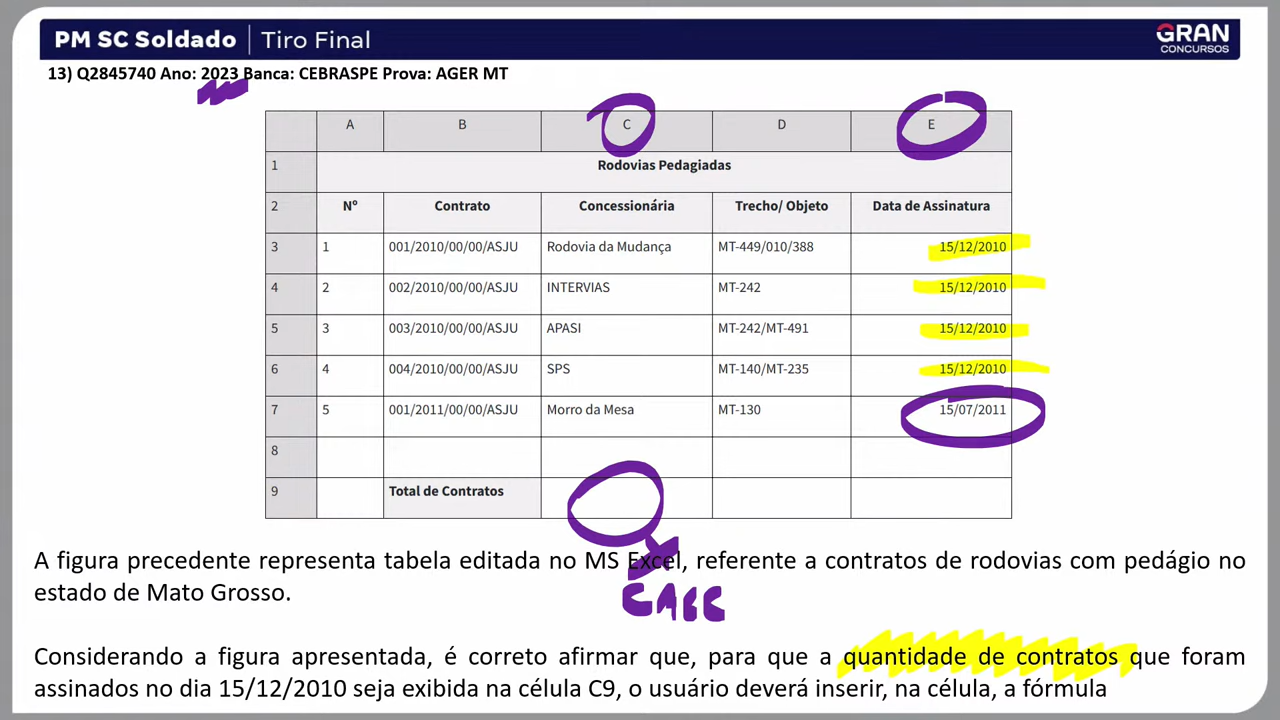 PM SC Soldado | Tiro Final
GRAN
CONCURSOS
13) Q2845740 Ano: 2023 Banca: CEBRASPE Prova: AGER MT
A B C D E
1 Rodovias Pedagiadas
2 Nº Contrato Concessionária Trecho/ Objeto Data de Assinatura
3 1 001/2010/00/00/ASJU Rodovia da Mudança MT-449/010/388 15/12/2010
4 2 002/2010/00/00/ASJU INTERVIAS MT-242 15/12/2010
5 3 003/2010/00/00/ASJU APASI MT-242/MT-491 15/12/2010
6 4 004/2010/00/00/ASJU SPS MT-140/MT-235 15/12/2010
7 5 001/2011/00/00/ASJU Morro da Mesa MT-130 15/07/2011
8
9 Total de Contratos
A figura precedente representa tabela editada no MS Excel, referente a contratos de rodovias com pedágio no
estado de Mato Grosso.
Considerando a figura apresentada, é correto afirmar que, para que a quantidade de contratos que foram
assinados no dia 15/12/2010 seja exibida na célula C9, o usuário deverá inserir, na célula, a fórmula